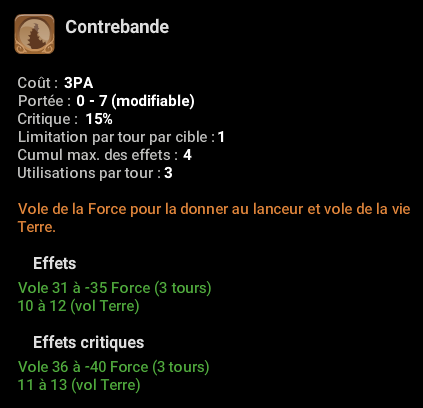 Contrebande
Coût : 3PA
Portée : 0 - 7 (modifiable)
Critique : 15%
Limitation par tour par cible : 1
Cumul max. des effets : 4
Utilisations par tour : 3
Vole de la Force pour la donner au lanceur et vole de la vie
Terre.
Effets
Vole 31 à -35 Force (3 tours)
10 à 12 (vol Terre)
Effets critiques
Vole 36 à -40 Force (3 tours)
11 à 13 (vol Terre)